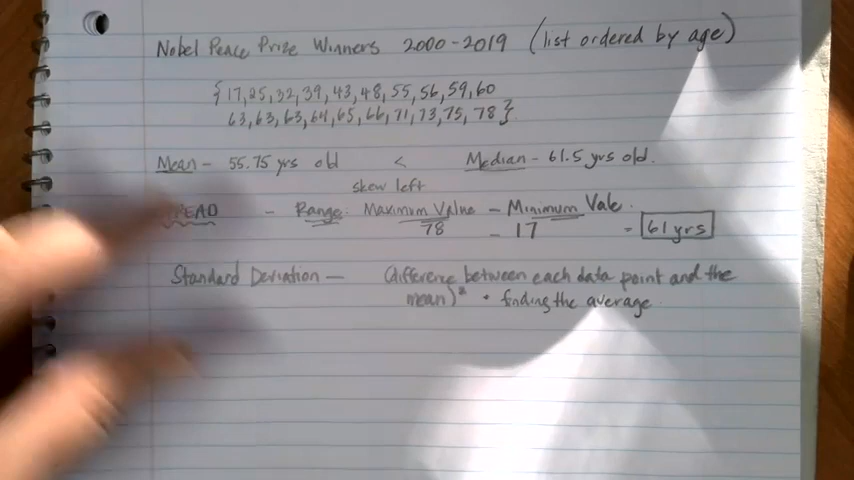 Nobel Peace Prize Winners 2000-2019 (list ordered by age)
{17,25,32,39,43,48,55,56,59,60
63,63,63,64,65,66,71,73,75,78}
Mean - 55.75 yrs old < Median - 61.5 yrs old.
skew left
- Range: Maximum Value - Minimum Vale.
78 - 17 = 61 yrs
Standard Deviation - (difference between each data point and the
mean)² • finding the average